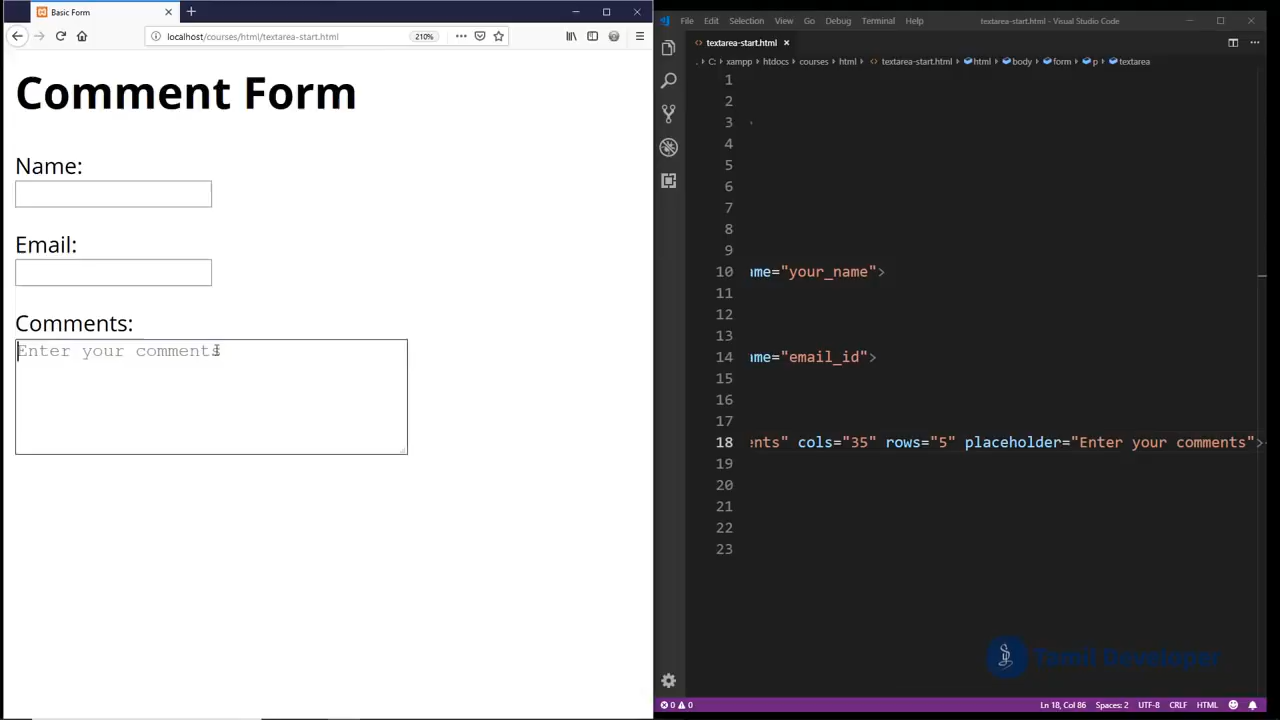 Basic Form
localhost/courses/html/textarea-start.html
210%
Comment Form
Name:
Email:
Comments:
Enter your comments
File Edit Selection View Go Debug Terminal Help
textarea-start.html - Visual Studio Code
textarea-start.html
C: xampp htdocs courses html textarea-start.html html body form p textarea
1
2
3
4
5
6
7
8
9
10 ame="your_name">
11
12
13
14 ame="email_id">
15
16
17
18 ents" cols="35" rows="5" placeholder="Enter your comments">
19
20
21
22
23
Tamil Developer
0 0 Ln 18, Col 86 Spaces: 2 UTF-8 CRLF HTML